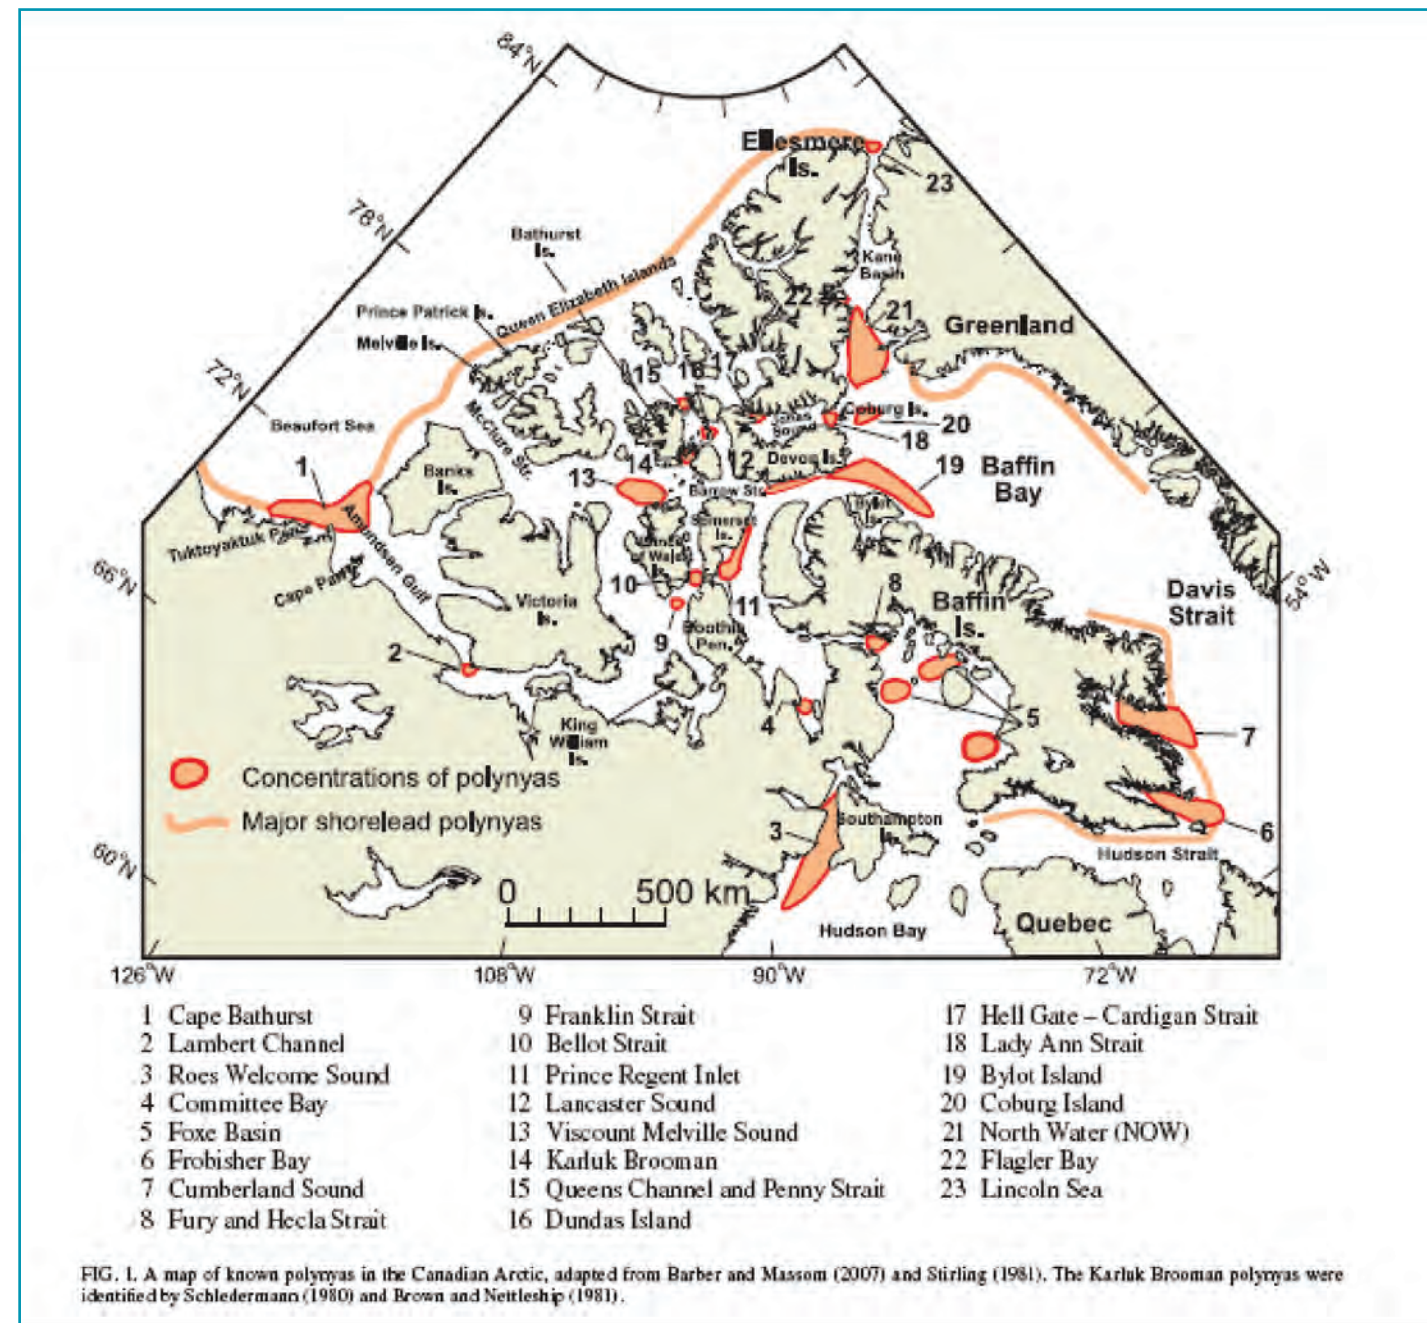 84°N
Ellesmere
Is.
23
78°N
Bathurst
Is.
Kane
Basin
Queen Elizabeth Islands
22
21
Prince Patrick Is.
Greenland
Melville Is.
17
16
15
72°N
Coburg Is.
20
Jones
Sound
18
Beaufort Sea
McClure Str.
1
Banks
Is.
14
12
Devon Is.
19
Baffin
Bay
13
Barrow Str.
Bylot
Is.
Somerset
Is.
Amundsen Gulf
Tuktoyaktuk Pen.
Prince
of Wales
Is.
66°N
Cape Parry
10
11
8
Davis
Strait
54°W
Victoria
Is.
Baffin
Is.
9
Boothia
Pen.
2
4
5
7
King
William
Is.
Concentrations of polynyas
Major shorelead polynyas
3
Southampton
Is.
6
Hudson Strait
60°N
0 500 km
Hudson Bay
Quebec
126°W 108°W 90°W 72°W
1 Cape Bathurst
2 Lambert Channel
3 Roes Welcome Sound
4 Committee Bay
5 Foxe Basin
6 Frobisher Bay
7 Cumberland Sound
8 Fury and Hecla Strait
9 Franklin Strait
10 Bellot Strait
11 Prince Regent Inlet
12 Lancaster Sound
13 Viscount Melville Sound
14 Karluk Brooman
15 Queens Channel and Penny Strait
16 Dundas Island
17 Hell Gate – Cardigan Strait
18 Lady Ann Strait
19 Bylot Island
20 Coburg Island
21 North Water (NOW)
22 Flagler Bay
23 Lincoln Sea
FIG. 1. A map of known polynyas in the Canadian Arctic, adapted from Barber and Massom (2007) and Stirling (1981). The Karluk Brooman polynyas were
identified by Schledermann (1980) and Brown and Nettleship (1981).